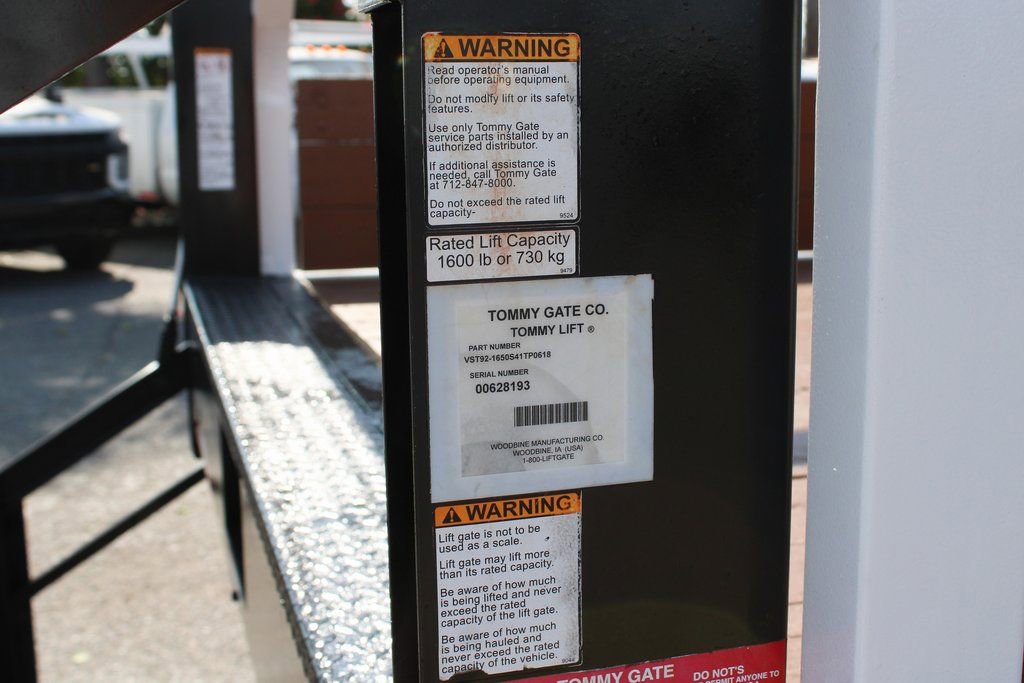 WARNING
Read operator's manual
before operating equipment.
Do not modify lift or its safety
features.
Use only Tommy Gate
service parts installed by an
authorized distributor.
If additional assistance is
needed, call Tommy Gate
at 712-847-8000.
Do not exceed the rated lift
capacity-
9524
Rated Lift Capacity
1600 lb or 730 kg
9479
TOMMY GATE CO.
TOMMY LIFT ®
PART NUMBER
VST92-1650S41TP0618
SERIAL NUMBER
00628193
WOODBINE MANUFACTURING CO.
WOODBINE, IA (USA)
1-800-LIFTGATE
WARNING
Lift gate is not to be
used as a scale.
Lift gate may lift more
than its rated capacity.
Be aware of how much
is being lifted and never
exceed the rated
capacity of the lift gate.
Be aware of how much
is being hauled and
never exceed the rated
capacity of the vehicle.
TOMMY GATE
DO NOT'S
PERMIT ANYONE TO